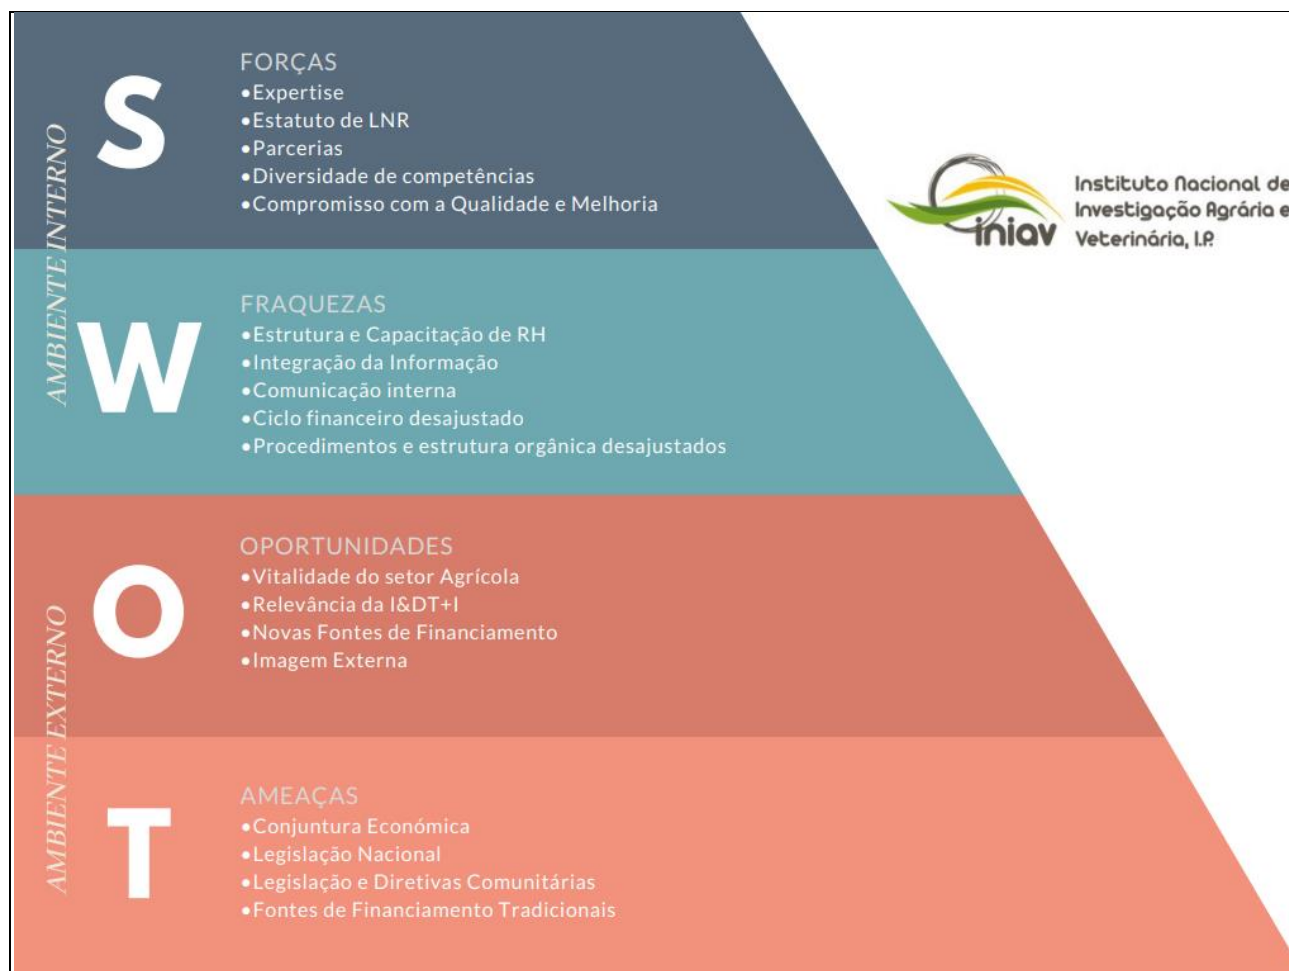 AMBIENTE INTERNO
S
FORÇAS
•Expertise
•Estatuto de LNR
•Parcerias
•Diversidade de competências
•Compromisso com a Qualidade e Melhoria
W
FRAQUEZAS
•Estrutura e Capacitação de RH
•Integração da Informação
•Comunicação interna
•Ciclo financeiro desajustado
•Procedimentos e estrutura orgânica desajustados
AMBIENTE EXTERNO
O
OPORTUNIDADES
•Vitalidade do setor Agrícola
•Relevância da I&DT+I
•Novas Fontes de Financiamento
•Imagem Externa
T
AMEAÇAS
•Conjuntura Económica
•Legislação Nacional
•Legislação e Diretivas Comunitárias
•Fontes de Financiamento Tradicionais
iniav
Instituto Nacional de
Investigação Agrária e
Veterinária, I.P.